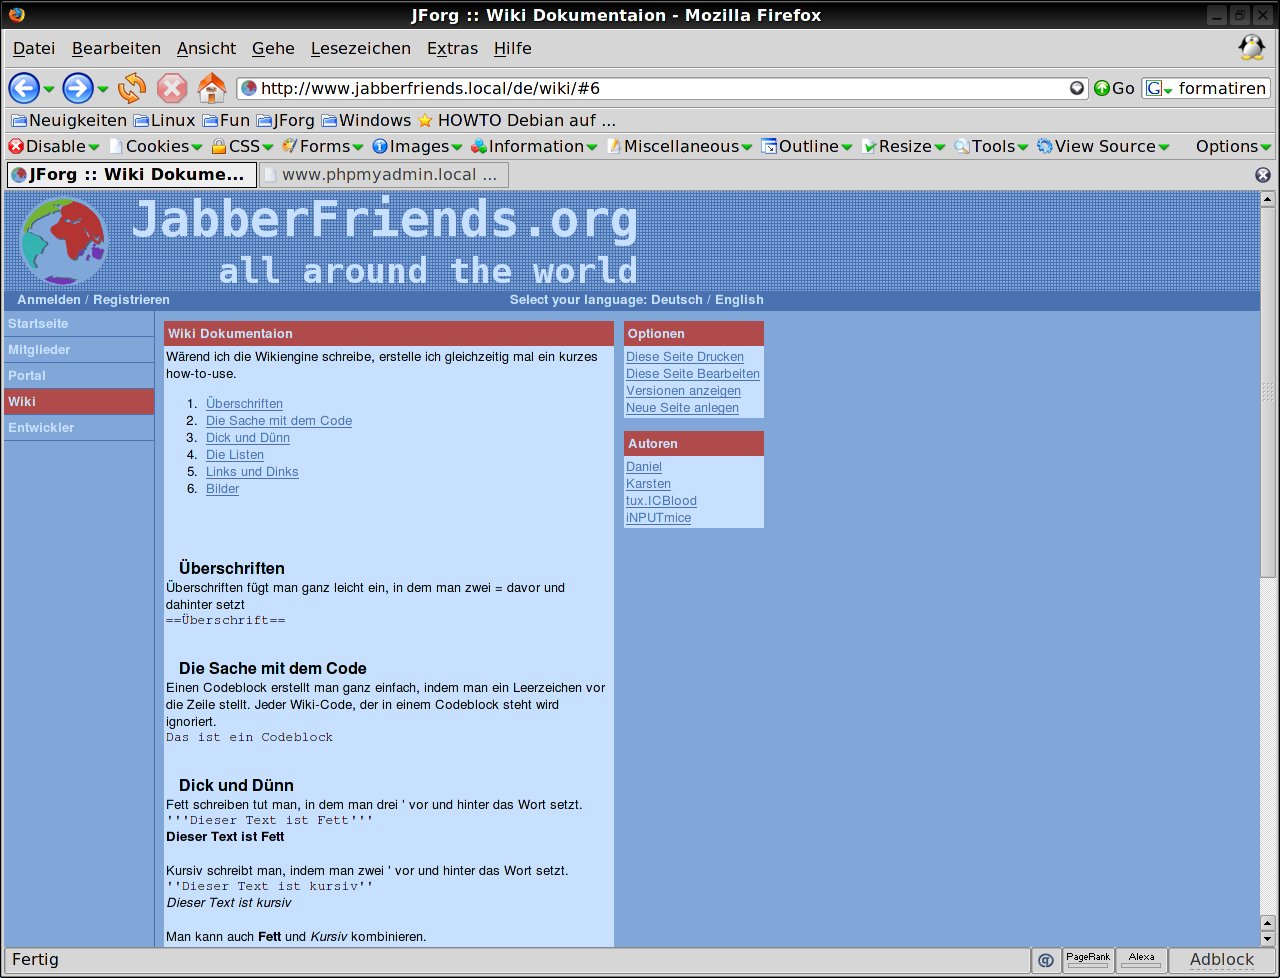 JForg :: Wiki Dokumentaion - Mozilla Firefox
Datei Bearbeiten Ansicht Gehe Lesezeichen Extras Hilfe
http://www.jabberfriends.local/de/wiki/#6 Go G formatiren
Neuigkeiten Linux Fun JForg Windows HOWTO Debian auf ...
Disable Cookies CSS Forms Images Information Miscellaneous Outline Resize Tools View Source Options
JForg :: Wiki Dokume... www.phpmyadmin.local ...
JabberFriends.org
all around the world
Anmelden / Registrieren Select your language: Deutsch / English
Startseite
Mitglieder
Portal
Wiki
Entwickler
Wiki Dokumentaion
Wärend ich die Wikiengine schreibe, erstelle ich gleichzeitig mal ein kurzes
how-to-use.
1. Überschriften
2. Die Sache mit dem Code
3. Dick und Dünn
4. Die Listen
5. Links und Dinks
6. Bilder
Überschriften
Überschriften fügt man ganz leicht ein, in dem man zwei = davor und
dahinter setzt
==Überschrift==
Die Sache mit dem Code
Einen Codeblock erstellt man ganz einfach, indem man ein Leerzeichen vor
die Zeile stellt. Jeder Wiki-Code, der in einem Codeblock steht wird
ignoriert.
Das ist ein Codeblock
Dick und Dünn
Fett schreiben tut man, in dem man drei ' vor und hinter das Wort setzt.
'''Dieser Text ist Fett'''
Dieser Text ist Fett
Kursiv schreibt man, indem man zwei ' vor und hinter das Wort setzt.
''Dieser Text ist kursiv''
Dieser Text ist kursiv
Man kann auch Fett und Kursiv kombinieren.
Optionen
Diese Seite Drucken
Diese Seite Bearbeiten
Versionen anzeigen
Neue Seite anlegen
Autoren
Daniel
Karsten
tux.ICBlood
iNPUTmice
Fertig @ PageRank Alexa Adblock